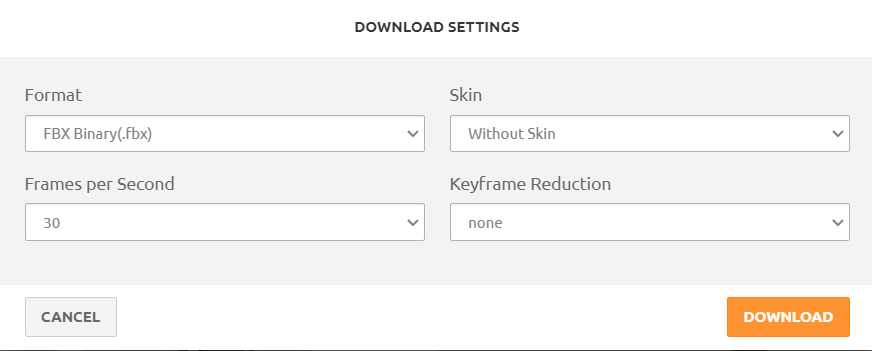 DOWNLOAD SETTINGS
Format
Skin
FBX Binary(.fbx)
Without Skin
Frames per Second
Keyframe Reduction
30
none
CANCEL
DOWNLOAD